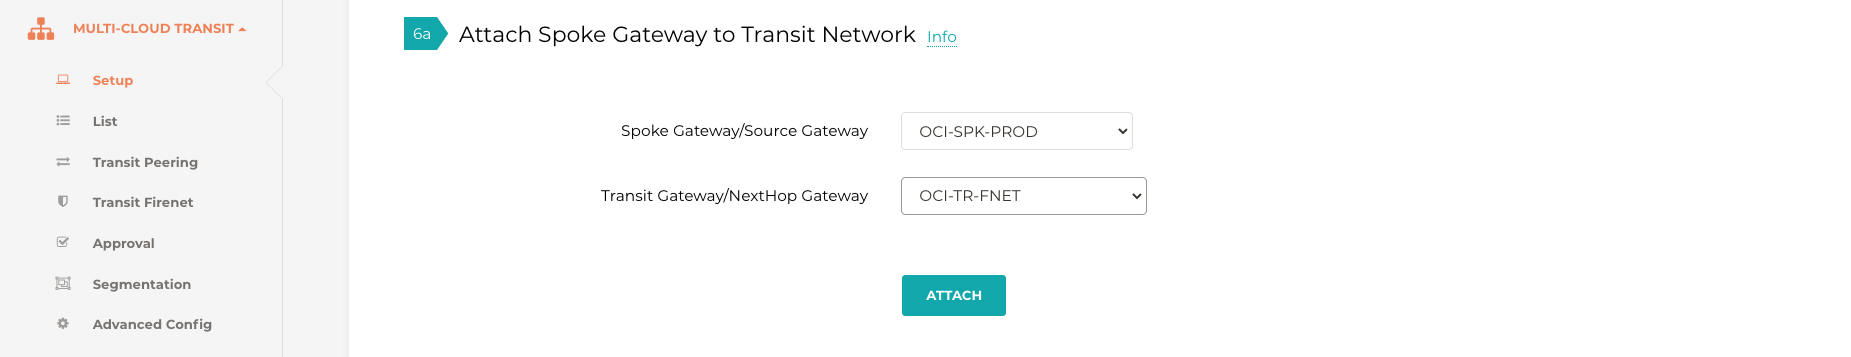 MULTI-CLOUD TRANSIT
Setup
List
Transit Peering
Transit Firenet
Approval
Segmentation
Advanced Config
6a Attach Spoke Gateway to Transit Network Info
Spoke Gateway/Source Gateway OCI-SPK-PROD
Transit Gateway/NextHop Gateway OCI-TR-FNET
ATTACH